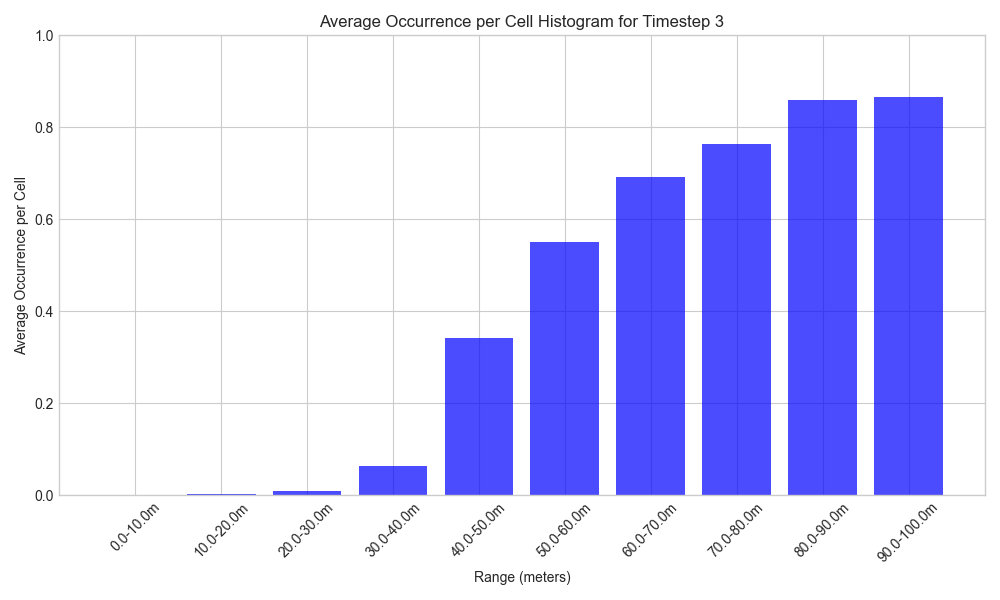 Average Occurrence per Cell Histogram for Timestep 3
Average Occurrence per Cell
1.0
0.8
0.6
0.4
0.2
0.0
0.0-10.0m
10.0-20.0m
20.0-30.0m
30.0-40.0m
40.0-50.0m
50.0-60.0m
60.0-70.0m
70.0-80.0m
80.0-90.0m
90.0-100.0m
Range (meters)